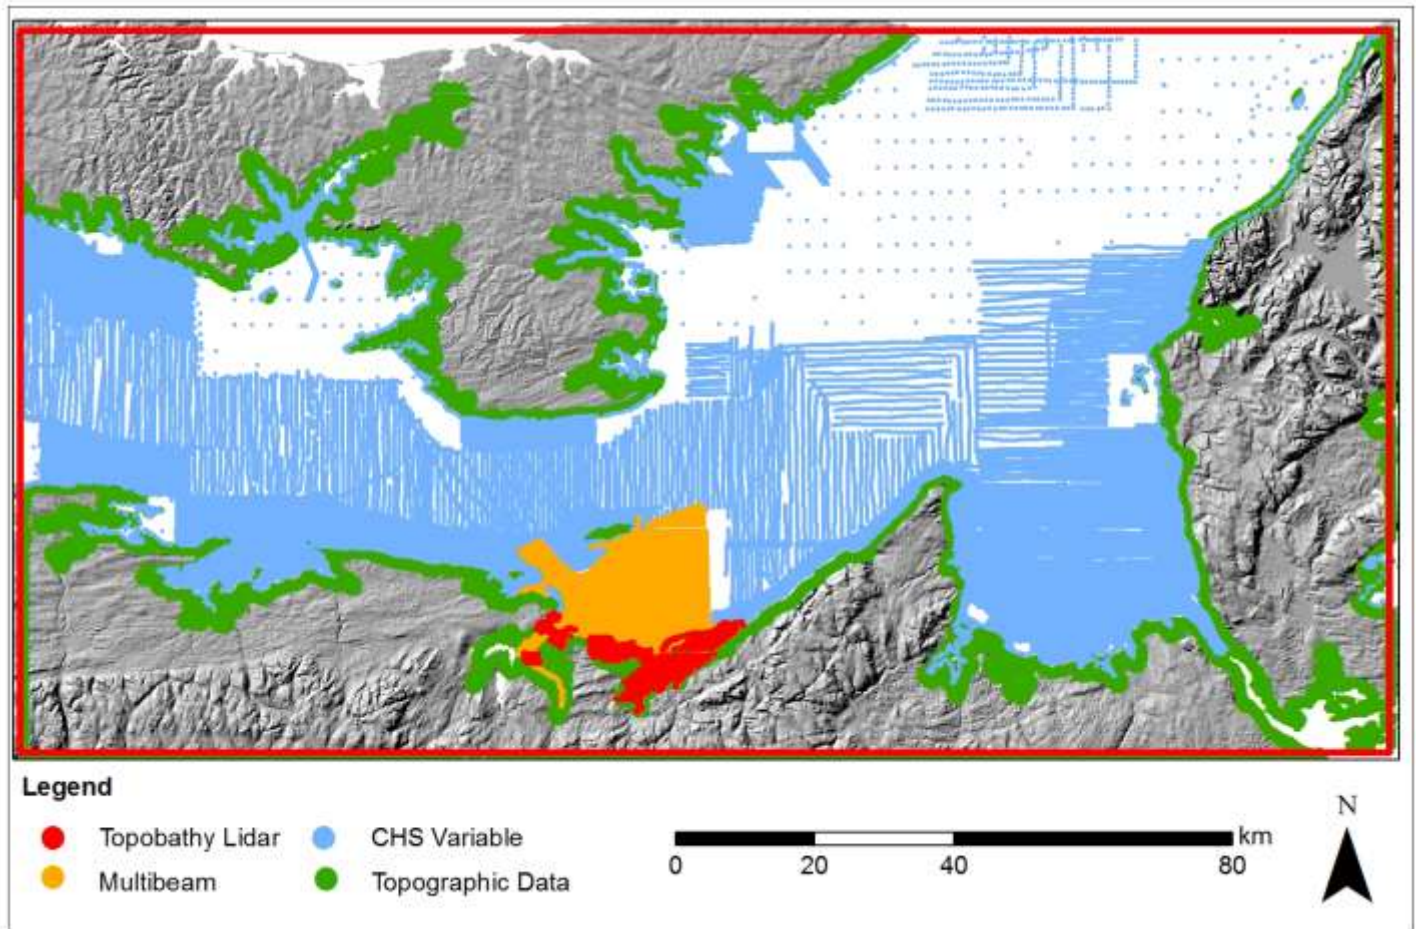 Legend
Topobathy Lidar
CHS Variable
Multibeam
Topographic Data
km
0 20 40 80
N